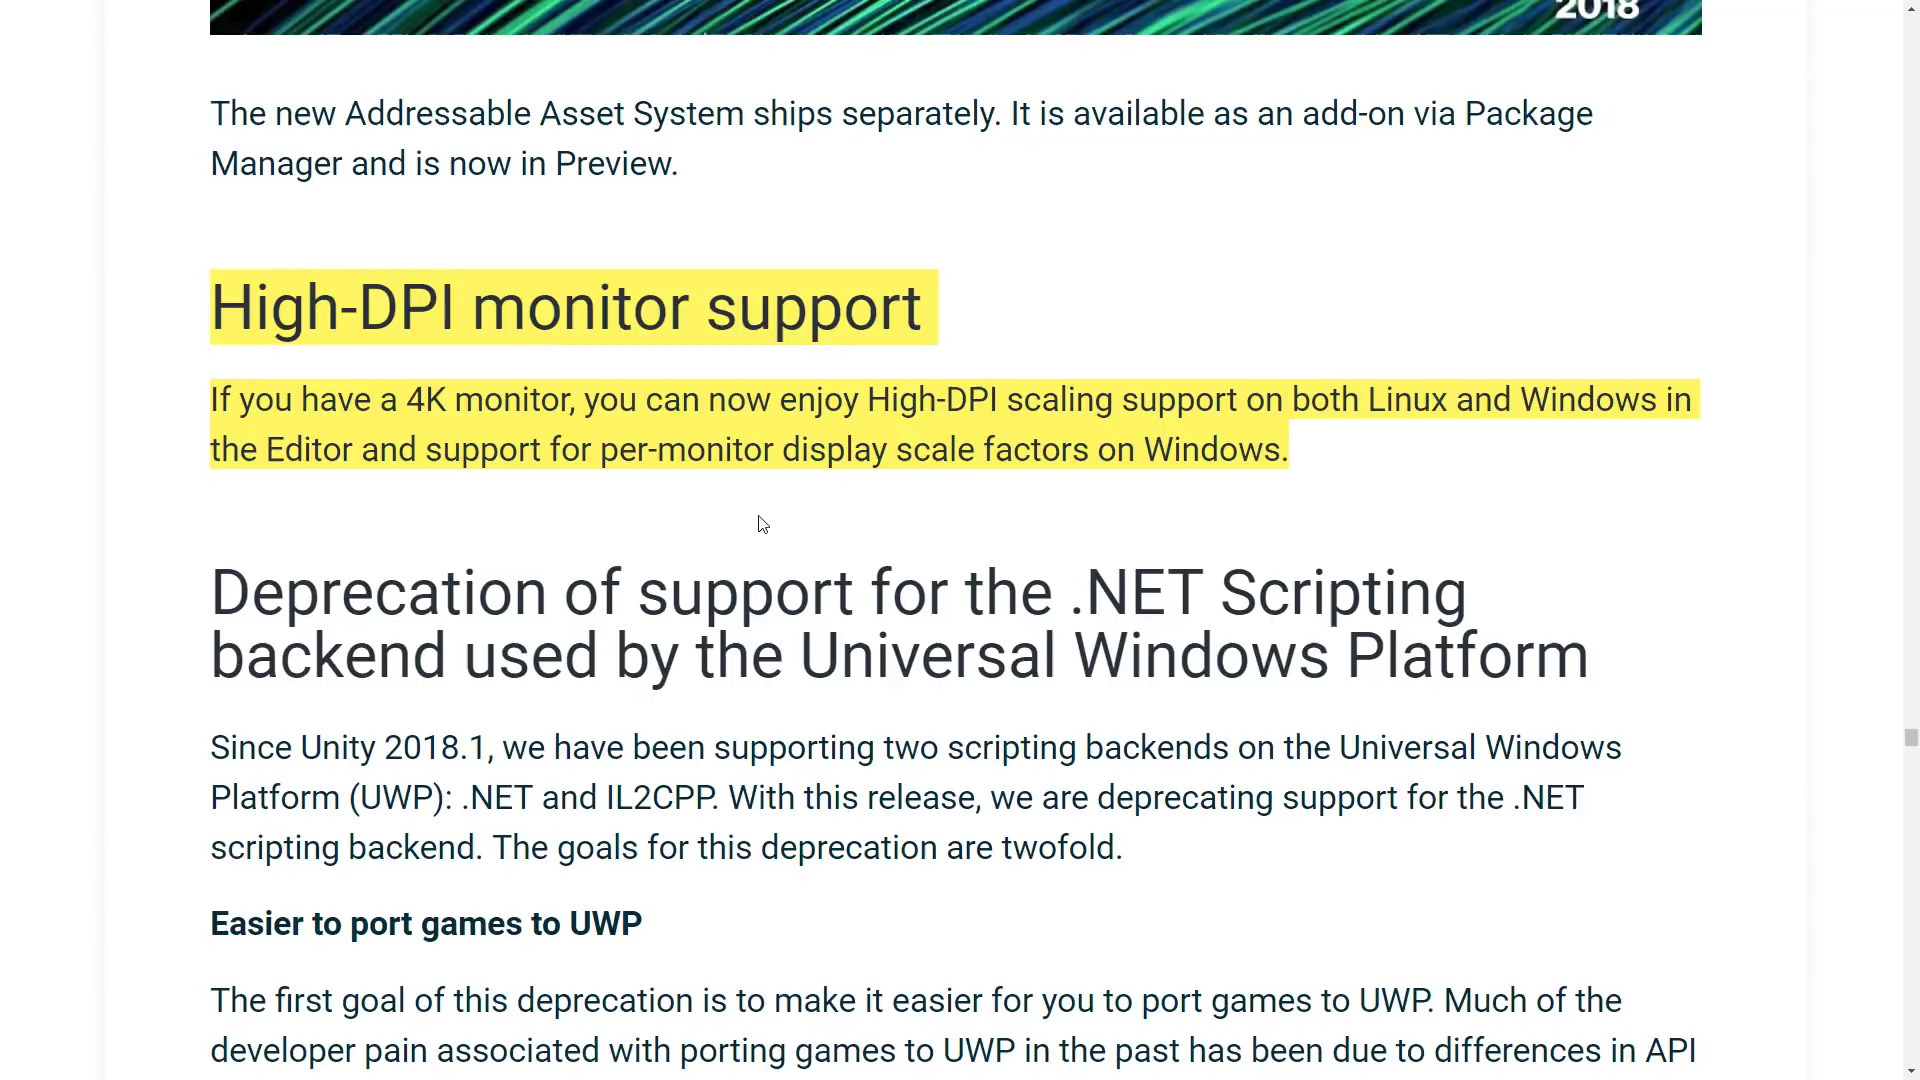 2018
The new Addressable Asset System ships separately. It is available as an add-on via Package
Manager and is now in Preview.
High-DPI monitor support
If you have a 4K monitor, you can now enjoy High-DPI scaling support on both Linux and Windows in
the Editor and support for per-monitor display scale factors on Windows.
Deprecation of support for the .NET Scripting
backend used by the Universal Windows Platform
Since Unity 2018.1, we have been supporting two scripting backends on the Universal Windows
Platform (UWP): .NET and IL2CPP. With this release, we are deprecating support for the .NET
scripting backend. The goals for this deprecation are twofold.
Easier to port games to UWP
The first goal of this deprecation is to make it easier for you to port games to UWP. Much of the
developer pain associated with porting games to UWP in the past has been due to differences in API